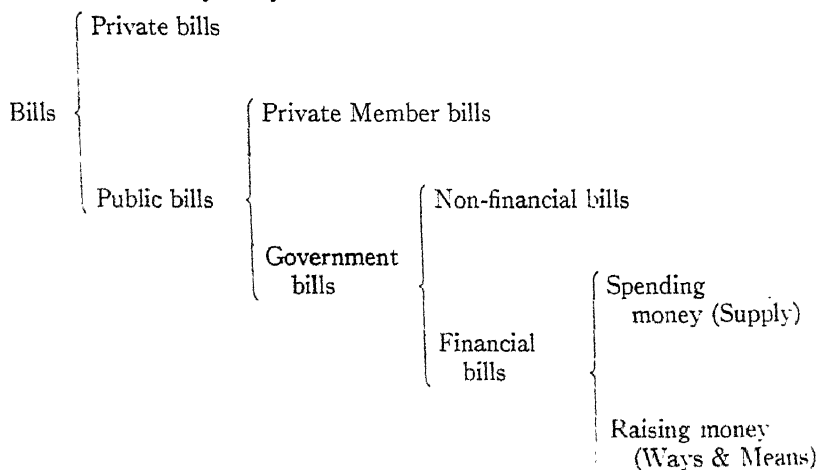 Private bills
Bills
Private Member bills
Public bills
Non-financial bills
Government
bills
Spending
money (Supply)
Financial
bills
Raising money
(Ways & Means)